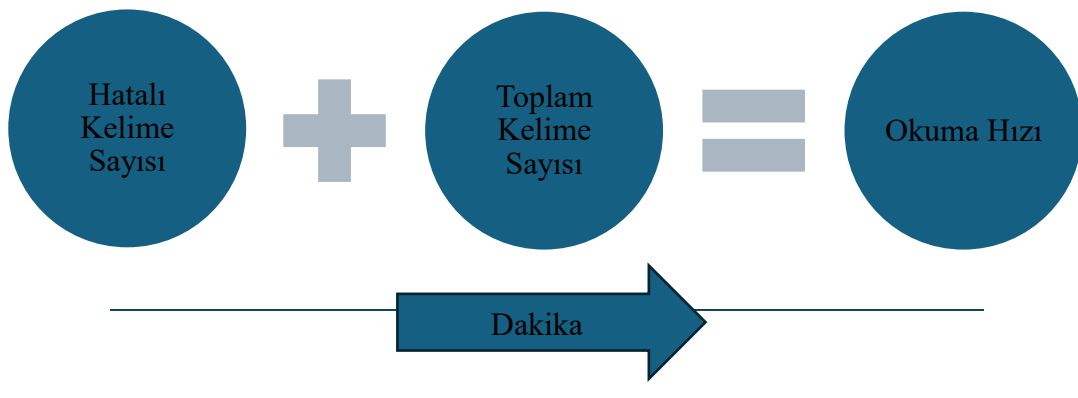 Hatalı
Kelime
Sayısı
Toplam
Kelime
Sayısı
Okuma Hızı
Dakika